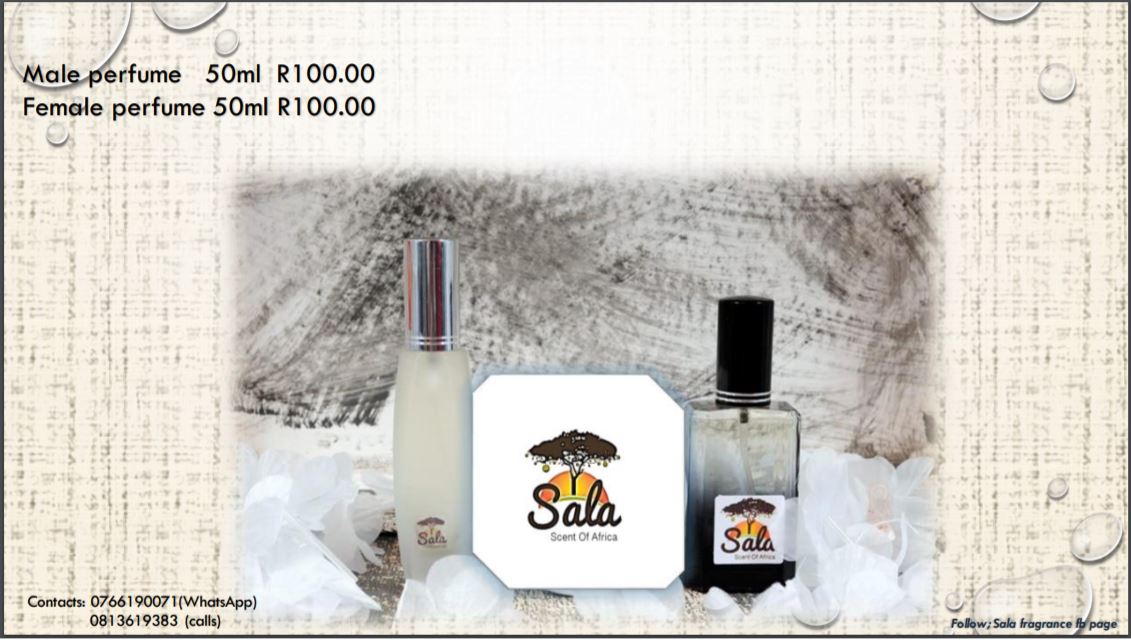 Male perfume 50ml R100.00
Female perfume 50ml R100.00
Sala
Scent Of Africa
Sala
Sala
Scent Of Africa
Contacts: 0766190071(WhatsApp)
0813619383 (calls)
Follow; Sala fragrance fb page